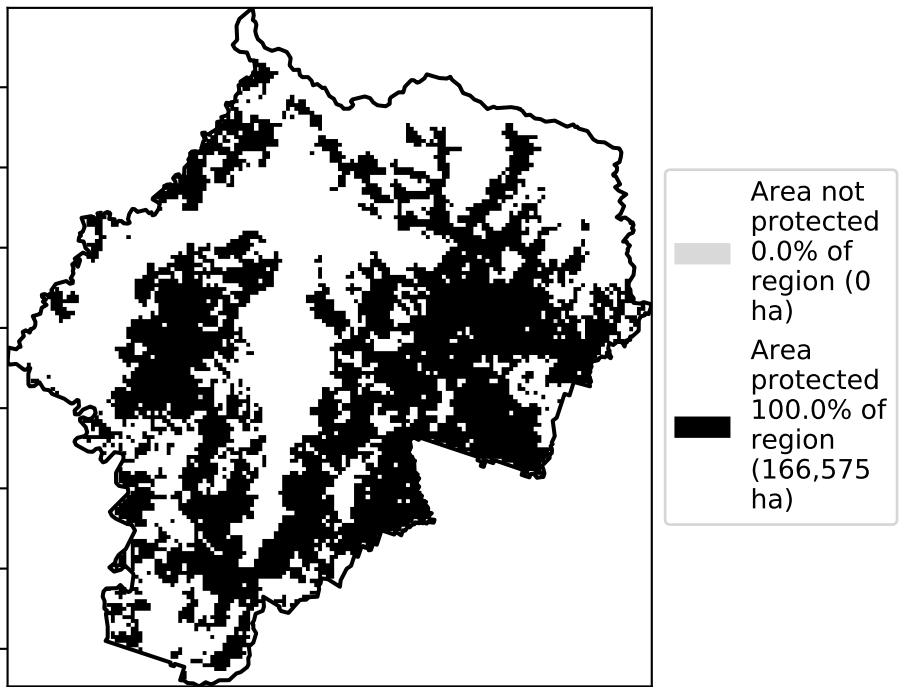 Area not
protected
0.0% of
region (0
ha)
Area
protected
100.0% of
region
(166,575
ha)